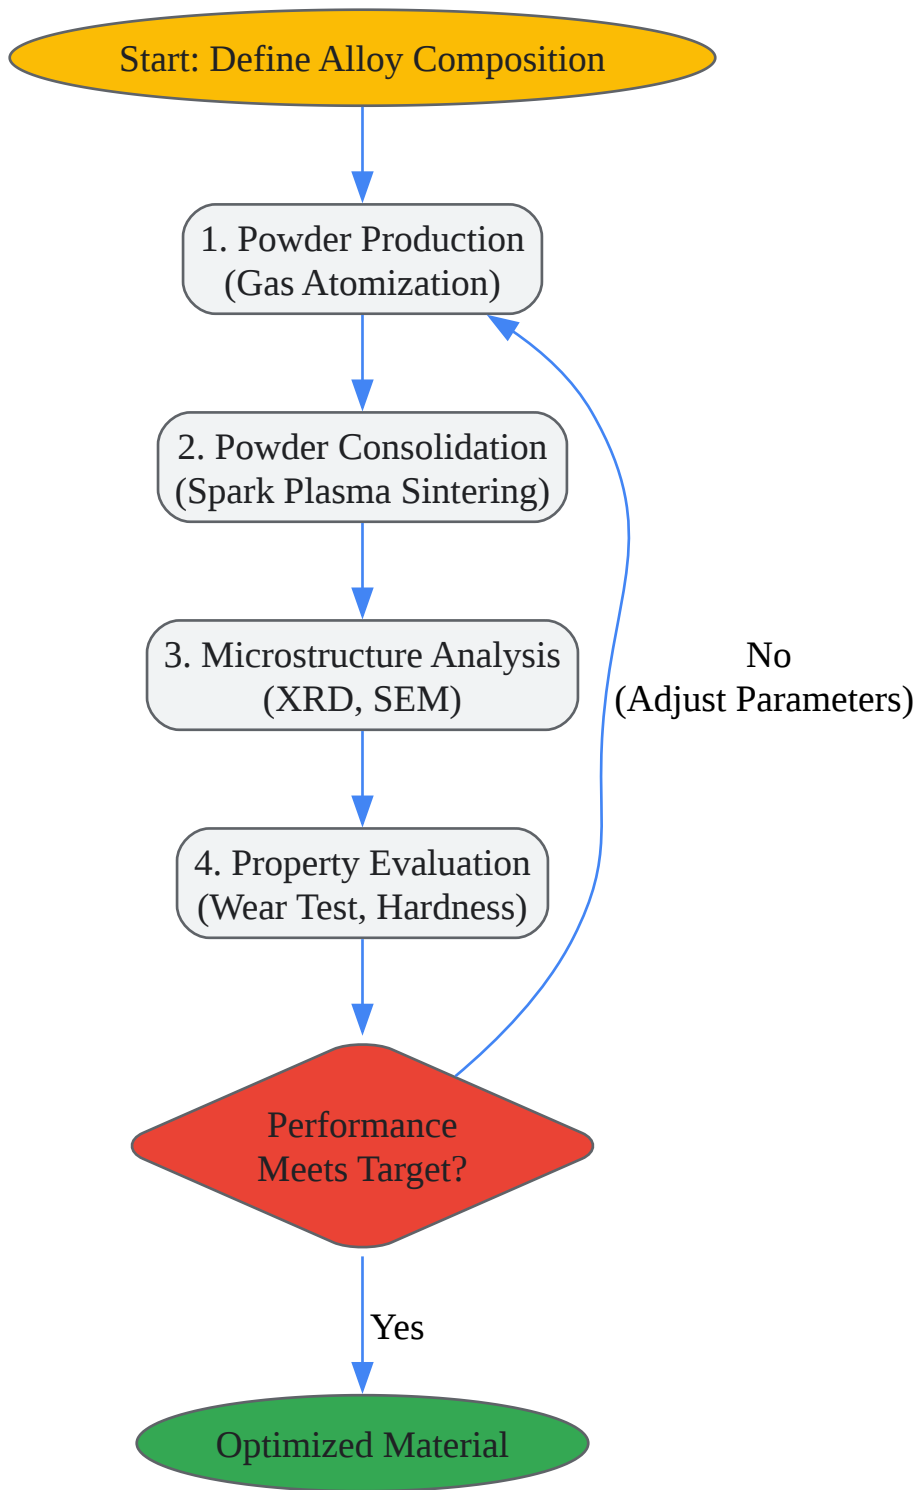 Start: Define Alloy Composition
1. Powder Production
(Gas Atomization)
2. Powder Consolidation
(Spark Plasma Sintering)
3. Microstructure Analysis
(XRD, SEM)
No
(Adjust Parameters)
4. Property Evaluation
(Wear Test, Hardness)
Performance
Meets Target?
Yes
Optimized Material